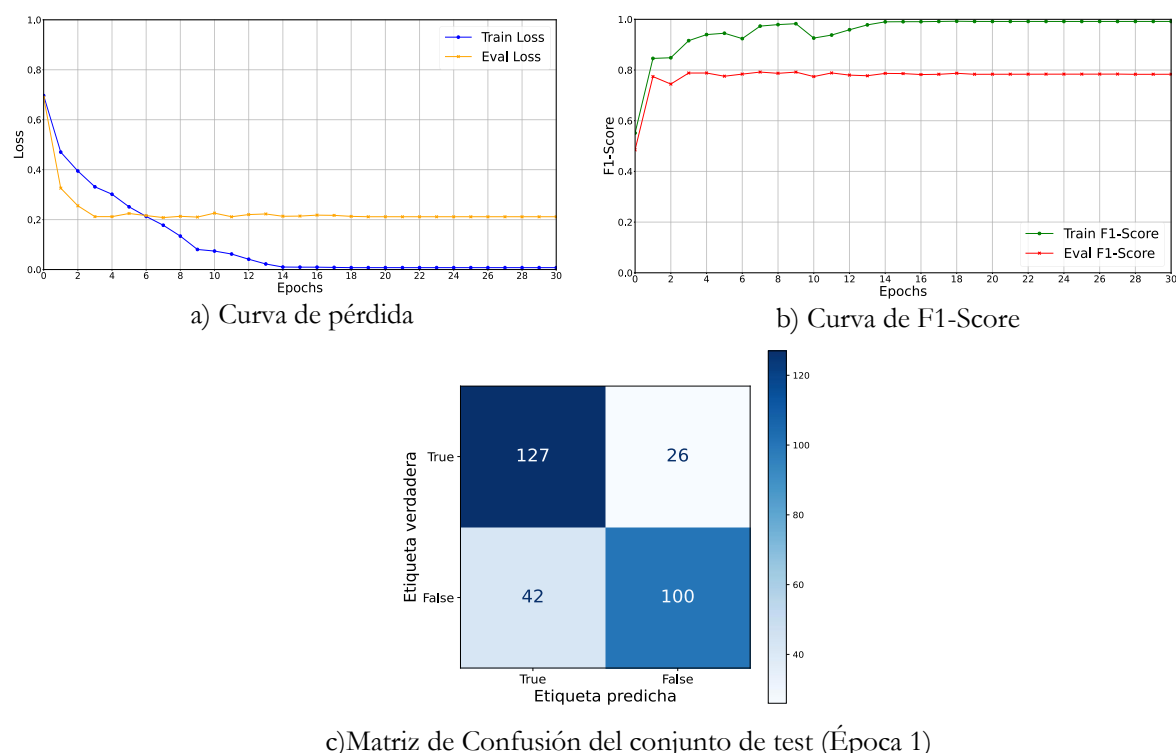 1.0
0.8
0.6
0.4
0.2
0.0
Loss
Train Loss
Eval Loss
0 2 4 6 8 10 12 14 16 18 20 22 24 26 28 30
Epochs
a) Curva de pérdida
1.0
0.8
0.6
0.4
0.2
0.0
F1-Score
Train F1-Score
Eval F1-Score
0 2 4 6 8 10 12 14 16 18 20 22 24 26 28 30
Epochs
b) Curva de F1-Score
Etiqueta verdadera
True 127 26
False 42 100
True False
Etiqueta predicha
120
100
80
60
40
c)Matriz de Confusión del conjunto de test (Época 1)